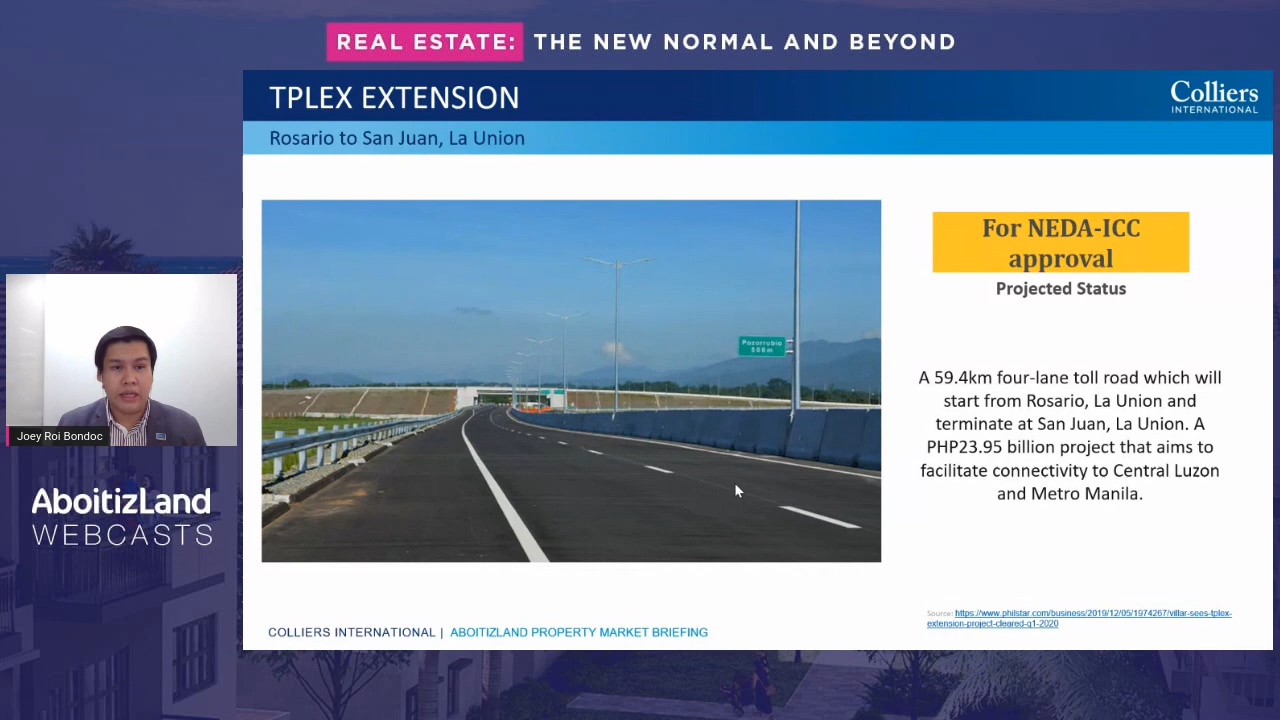 REAL ESTATE: THE NEW NORMAL AND BEYOND
TPLEX EXTENSION
Colliers
INTERNATIONAL
Rosario to San Juan, La Union
For NEDA-ICC
approval
Projected Status
Pozorrubio
500m
A 59.4km four-lane toll road which will
start from Rosario, La Union and
terminate at San Juan, La Union. A
PHP23.95 billion project that aims to
facilitate connectivity to Central Luzon
and Metro Manila.
Joey Roi Bondoc
AboitizLand
WEBCASTS
Source: https://www.philstar.com/business/2019/12/05/1974267/villar-sees-tplex-
extension-project-cleared-q1-2020
COLLIERS INTERNATIONAL | ABOITIZLAND PROPERTY MARKET BRIEFING